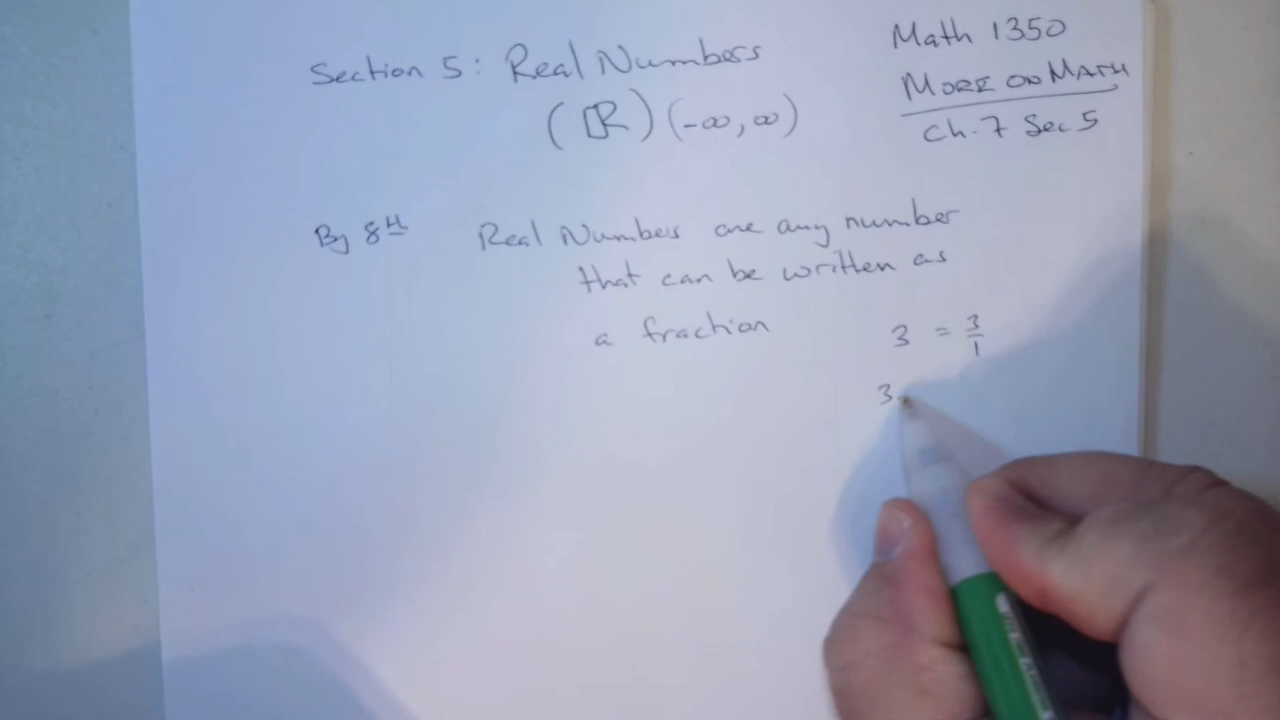 Section 5: Real Numbers
(ℝ) (-∞, ∞)
Math 1350
MORE ON MATH
Ch. 7 Sec 5
By 8th
Real Numbers are any number
that can be written as
a fraction
3 = 3/1
3.